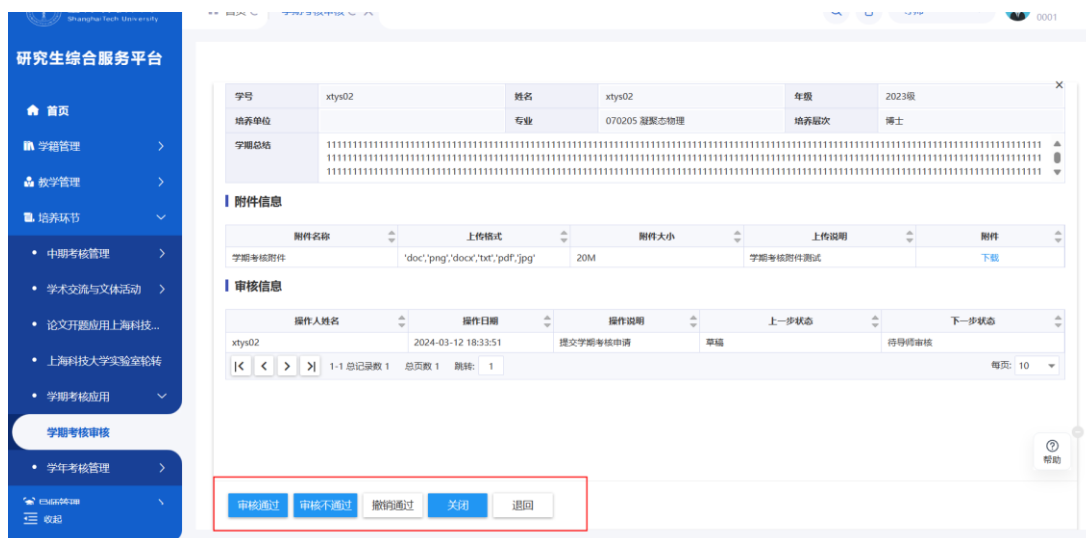 ShanghaiTech University
0001
研究生综合服务平台
首页
学籍管理
教学管理
培养环节
中期考核管理
学术交流与文体活动
论文开题应用上海科技...
上海科技大学实验室轮转
学期考核应用
学期考核审核
学年考核管理
收起
学号 xtys02 姓名 xtys02 年级 2023级
培养单位 专业 070205 凝聚态物理 培养层次 博士
学期总结
附件信息
附件名称 上传格式 附件大小 上传说明 附件
学期考核附件 'doc','png','docx','txt','pdf','jpg' 20M 学期考核附件测试 下载
审核信息
操作人姓名 操作日期 操作说明 上一步状态 下一步状态
xtys02 2024-03-12 18:33:51 提交学期考核申请 草稿 待导师审核
1-1 总记录数 1 总页数 1 跳转: 1 每页: 10
帮助
审核通过 审核不通过 撤销通过 关闭 退回